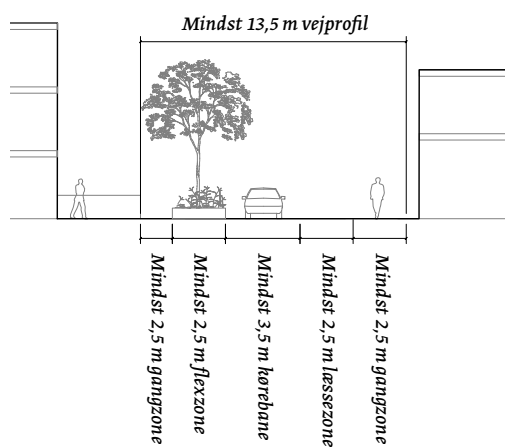 Mindst 13,5 m vejprofil
Mindst 2,5 m gangzone
Mindst 2,5 m flexzone
Mindst 3,5 m kørebane
Mindst 2,5 m læssezone
Mindst 2,5 m gangzone